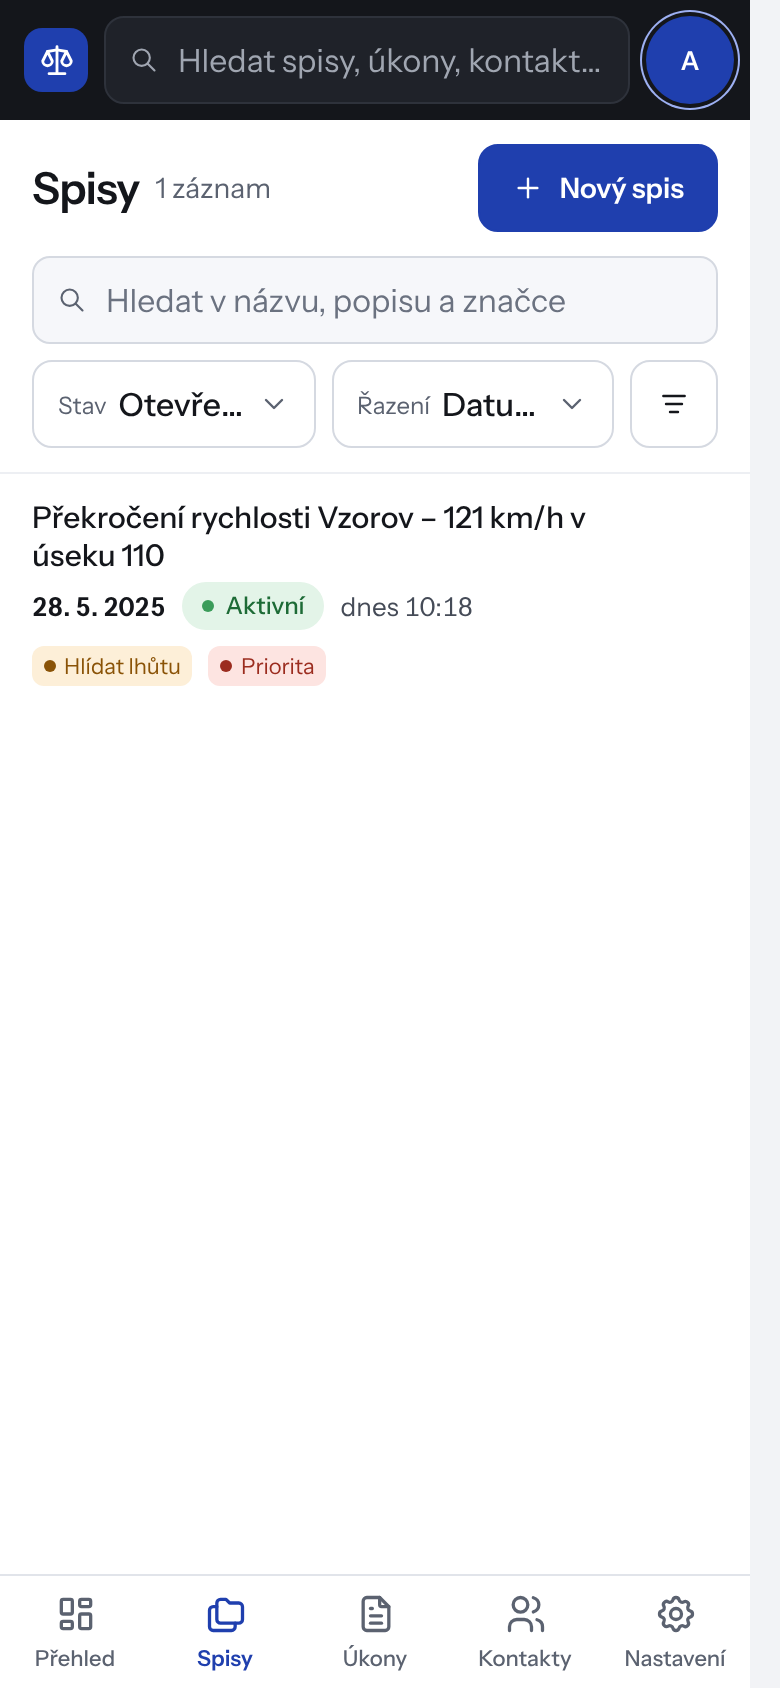 Hledat spisy, úkony, kontakt...
A
Spisy 1 záznam
Nový spis
Hledat v názvu, popisu a značce
Stav Otevře... Řazení Datu...
Překročení rychlosti Vzorov – 121 km/h v
úseku 110
28. 5. 2025 Aktivní dnes 10:18
Hlídat lhůtu Priorita
Přehled Spisy Úkony Kontakty Nastavení